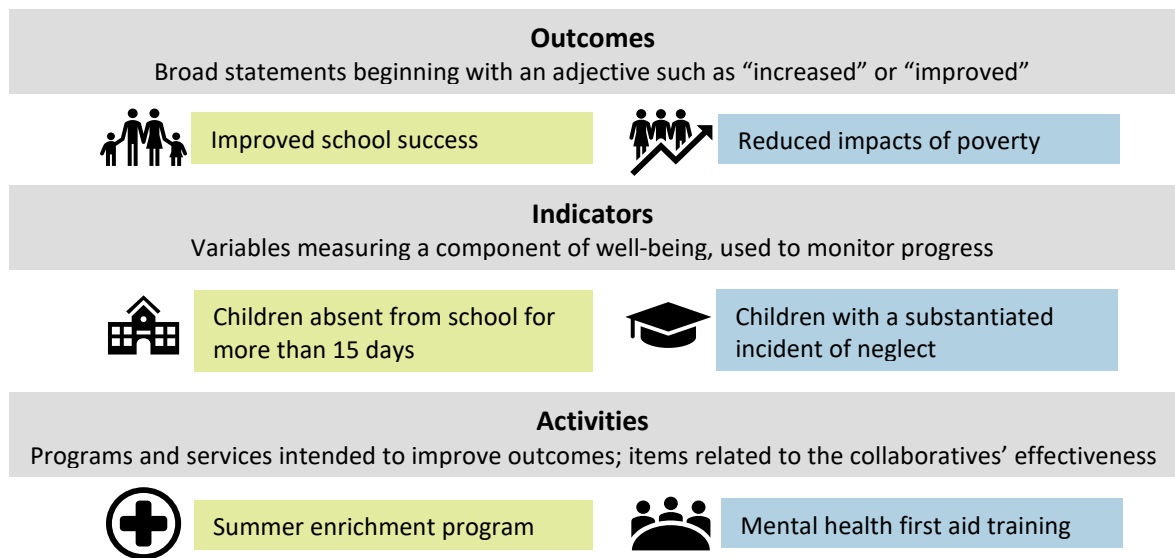 Outcomes
Broad statements beginning with an adjective such as “increased” or “improved”
Improved school success
Reduced impacts of poverty
Indicators
Variables measuring a component of well-being, used to monitor progress
Children absent from school for
more than 15 days
Children with a substantiated
incident of neglect
Activities
Programs and services intended to improve outcomes; items related to the collaboratives’ effectiveness
Summer enrichment program
Mental health first aid training